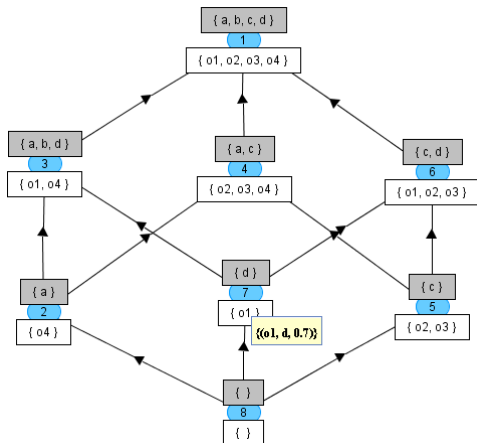 { a, b, c, d }
1
{ o1, o2, o3, o4 }
{ a, b, d }
3
{ o1, o4 }
{ a, c }
4
{ o2, o3, o4 }
{ c, d }
6
{ o1, o2, o3 }
{ a }
2
{ o4 }
{ d }
7
{ o1 }
{(o1, d, 0.7)}
{ c }
5
{ o2, o3 }
{ }
8
{ }